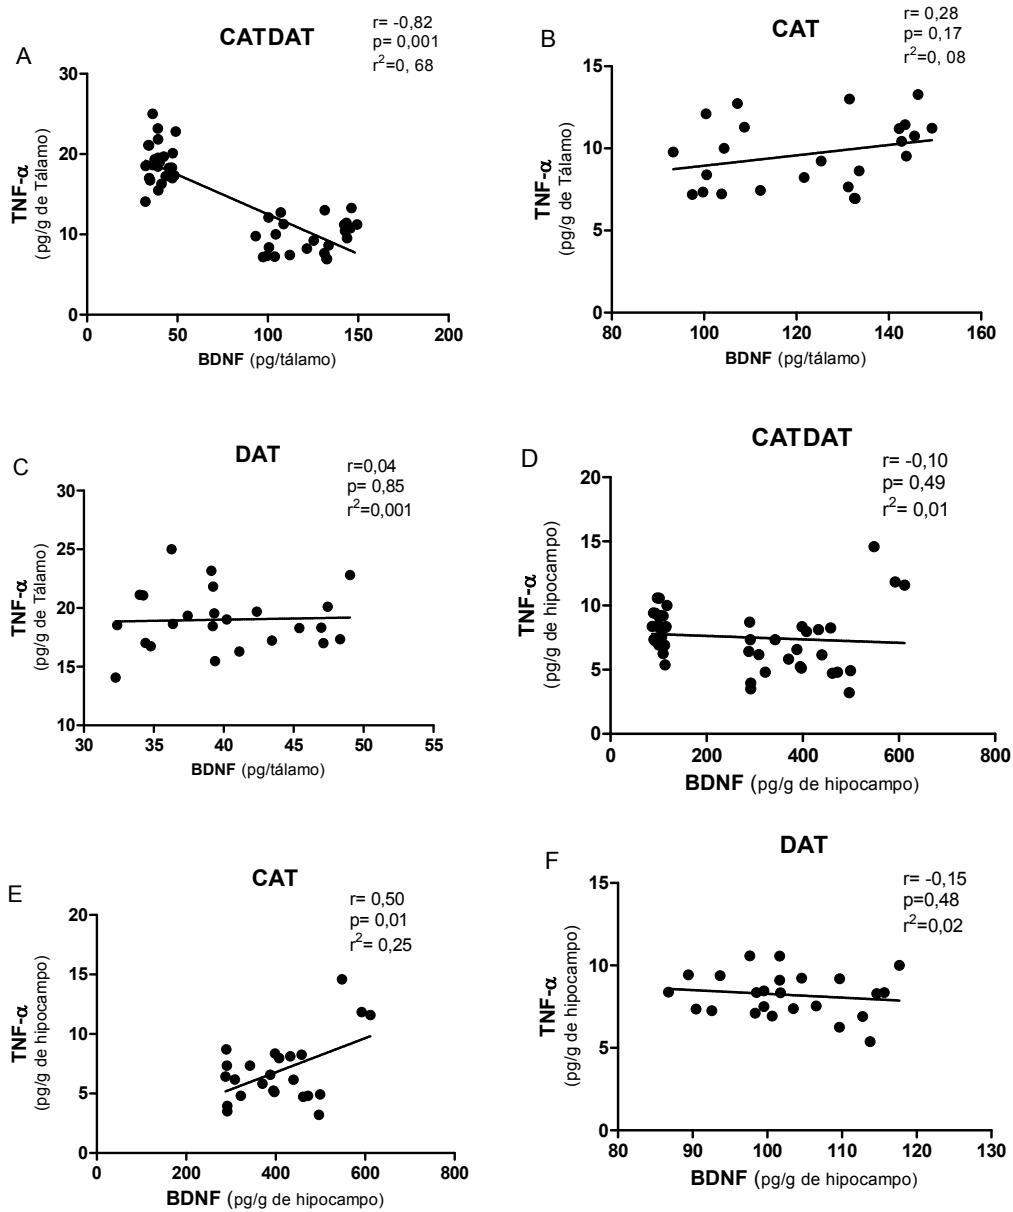 A
CATDAT
r= -0,82
p= 0,001
r²=0, 68
TNF-α
(pg/g de Tálamo)
30
20
10
0
0 50 100 150 200
BDNF (pg/tálamo)
B
CAT
r= 0,28
p= 0,17
r²=0, 08
TNF-α
(pg/g de Tálamo)
15
10
5
0
80 100 120 140 160
BDNF (pg/tálamo)
C
DAT
r=0,04
p= 0,85
r²=0,001
TNF-α
(pg/g de Tálamo)
30
25
20
15
10
30 35 40 45 50 55
BDNF (pg/tálamo)
D
CATDAT
r= -0,10
p= 0,49
r²= 0,01
TNF-α
(pg/g de hipocampo)
20
15
10
5
0
0 200 400 600 800
BDNF (pg/g de hipocampo)
E
CAT
r= 0,50
p= 0,01
r²= 0,25
TNF-α
(pg/g de hipocampo)
20
15
10
5
0
0 200 400 600 800
BDNF (pg/g de hipocampo)
F
DAT
r= -0,15
p=0,48
r²=0,02
TNF-α
(pg/g de hipocampo)
15
10
5
0
80 90 100 110 120 130
BDNF (pg/g de hipocampo)